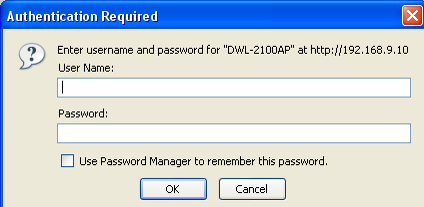 Authentication Required
Enter username and password for "DWL-2100AP" at http://192.168.9.10
User Name:
Password:
Use Password Manager to remember this password.
OK Cancel